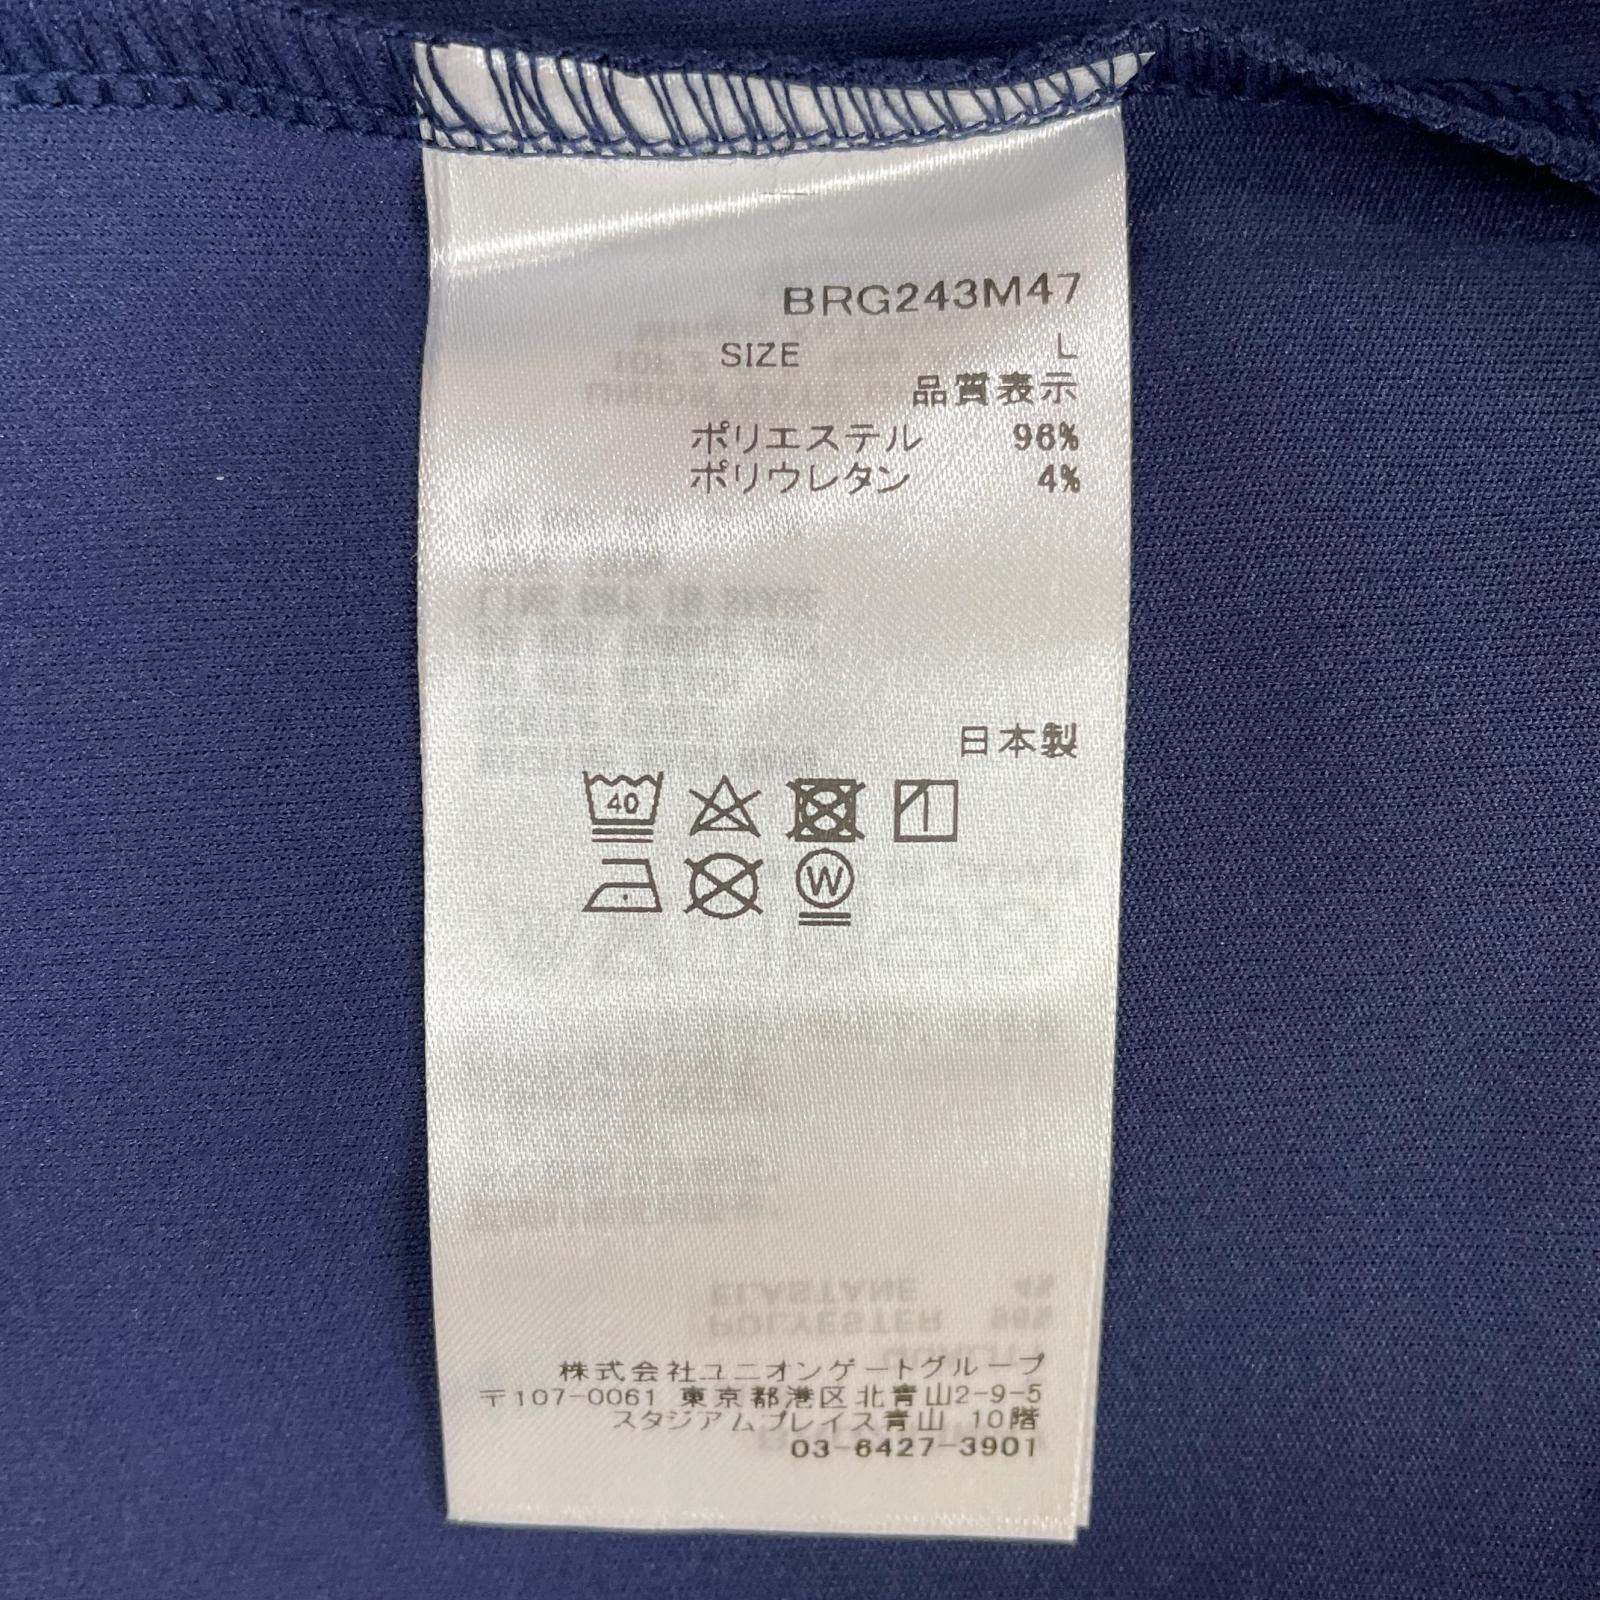 BRG243M47
SIZE L
品質表示
ポリエステル 96%
ポリウレタン 4%
日本製
40
W
株式会社ユニオンゲートグループ
〒107-0061 東京都港区北青山2-9-5
スタジアムプレイス青山 10階
03-6427-3901